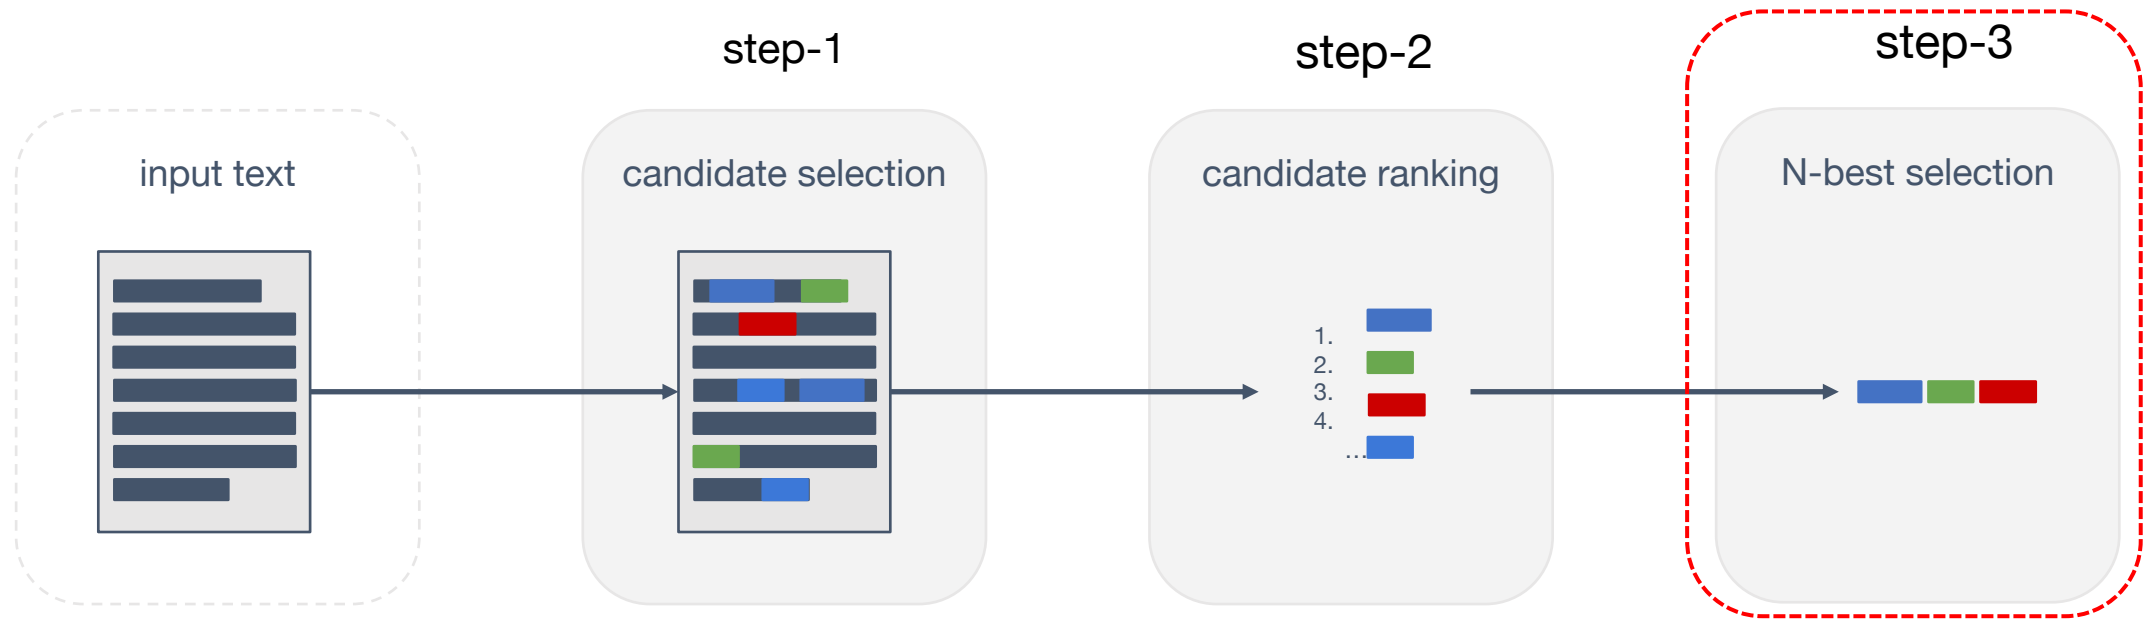 step-1
step-2
step-3
input text
candidate selection
candidate ranking
N-best selection
1.
2.
3.
4.
...